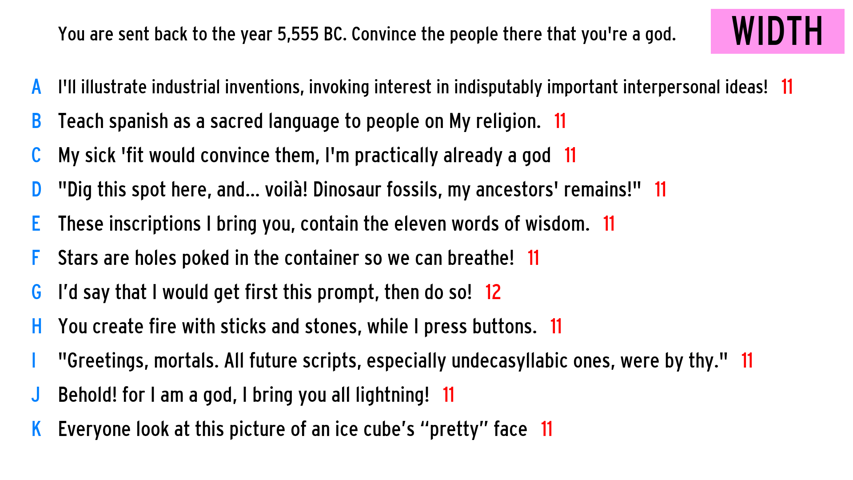 You are sent back to the year 5,555 BC. Convince the people there that you're a god.
WIDTH
A I'll illustrate industrial inventions, invoking interest in indisputably important interpersonal ideas! 11
B Teach spanish as a sacred language to people on My religion. 11
C My sick 'fit would convince them, I'm practically already a god 11
D "Dig this spot here, and... voilà! Dinosaur fossils, my ancestors' remains!" 11
E These inscriptions I bring you, contain the eleven words of wisdom. 11
F Stars are holes poked in the container so we can breathe! 11
G I’d say that I would get first this prompt, then do so! 12
H You create fire with sticks and stones, while I press buttons. 11
I "Greetings, mortals. All future scripts, especially undecasyllabic ones, were by thy." 11
J Behold! for I am a god, I bring you all lightning! 11
K Everyone look at this picture of an ice cube’s “pretty” face 11